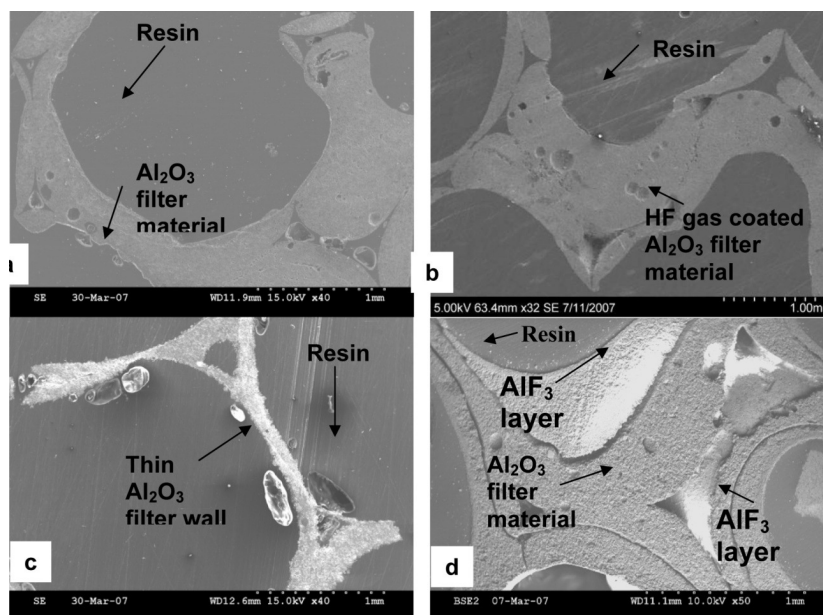 Resin
Al₂O₃
filter
material
a
SE 30-Mar-07 WD11.9mm 15.0kV x40 1mm
Resin
HF gas coated
Al₂O₃ filter
material
b
5.00kV 63.4mm x32 SE 7/11/2007 1.00mm
Resin
Thin
Al₂O₃
filter wall
c
SE 30-Mar-07 WD12.6mm 15.0kV x40 1mm
Resin
AlF₃
layer
Al₂O₃
filter
material
AlF₃
layer
d
BSE2 07-Mar-07 WD11.1mm 10.0kV x50 1mm